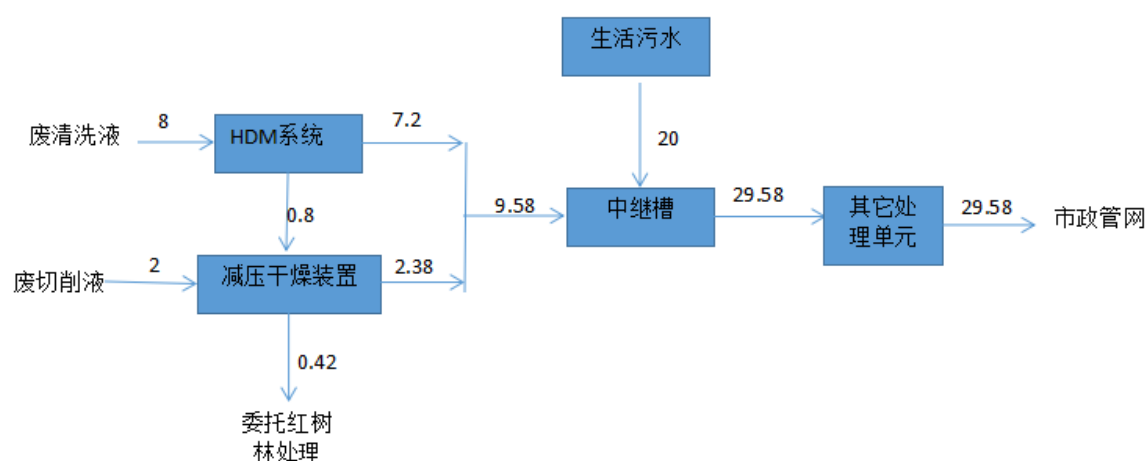 生活污水
废清洗液
8
HDM系统
7.2
20
0.8
9.58
中继槽
29.58
其它处
理单元
29.58
市政管网
废切削液
2
减压干燥装置
2.38
0.42
委托红树
林处理